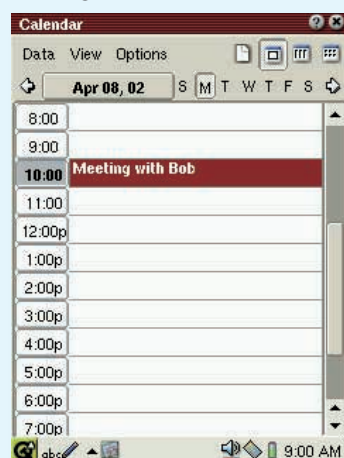 Calendar
Data View Options
Apr 08, 02 S M T W T F S
8:00
9:00
10:00 Meeting with Bob
11:00
12:00p
1:00p
2:00p
3:00p
4:00p
5:00p
6:00p
7:00p
abc 9:00 AM